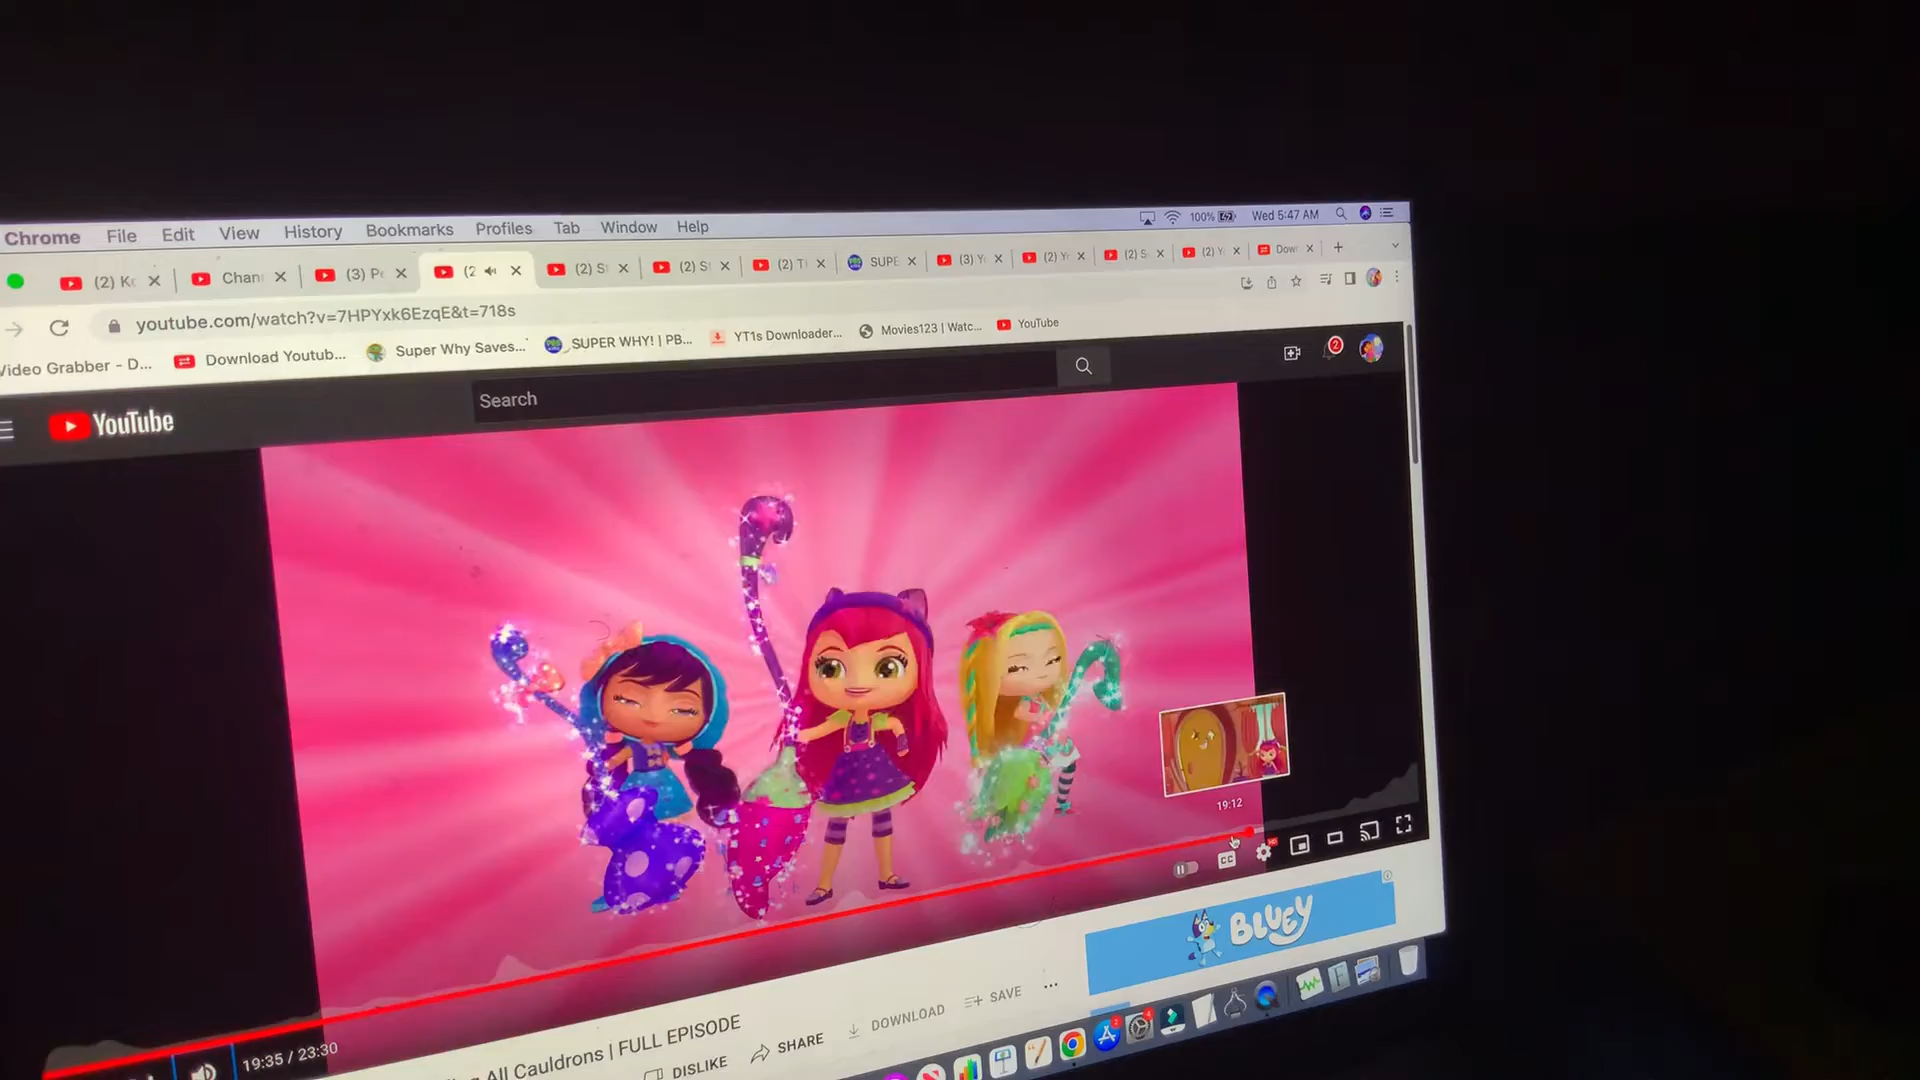 Chrome File Edit View History Bookmarks Profiles Tab Window Help 100% Wed 5:47 AM
(2) Chan (3) (2 (2) S (2) S (2) T SUPE (3) (2) (2) S (2) Dow
youtube.com/watch?v=7HPYxk6EzqE&t=718s
Video Grabber - D... Download Youtub... Super Why Saves... SUPER WHY! | PB... YT1s Downloader... Movies123 | Watc... YouTube
YouTube Search 2
19:12
CC HD
19:35 / 23:30
BLUEY
All Cauldrons | FULL EPISODE
DISLIKE SHARE DOWNLOAD SAVE ...